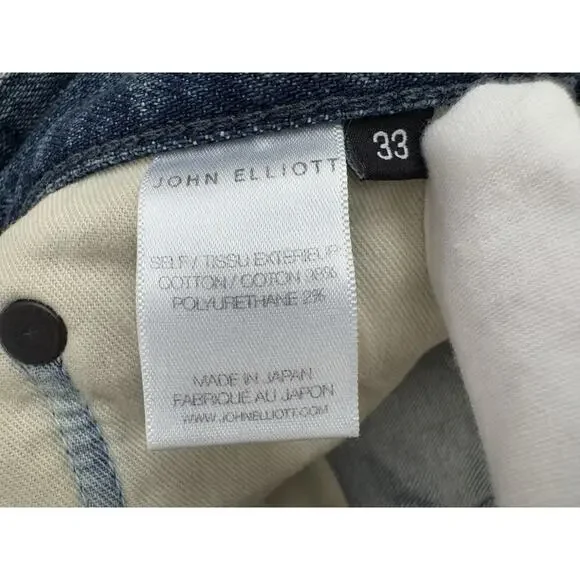 JOHN ELLIOTT
33
SELF / TISSU EXTERIEUR
COTTON / COTON 98%
POLYURETHANE 2%
MADE IN JAPAN
FABRIQUÉ AU JAPON
WWW.JOHNELLIOTT.COM